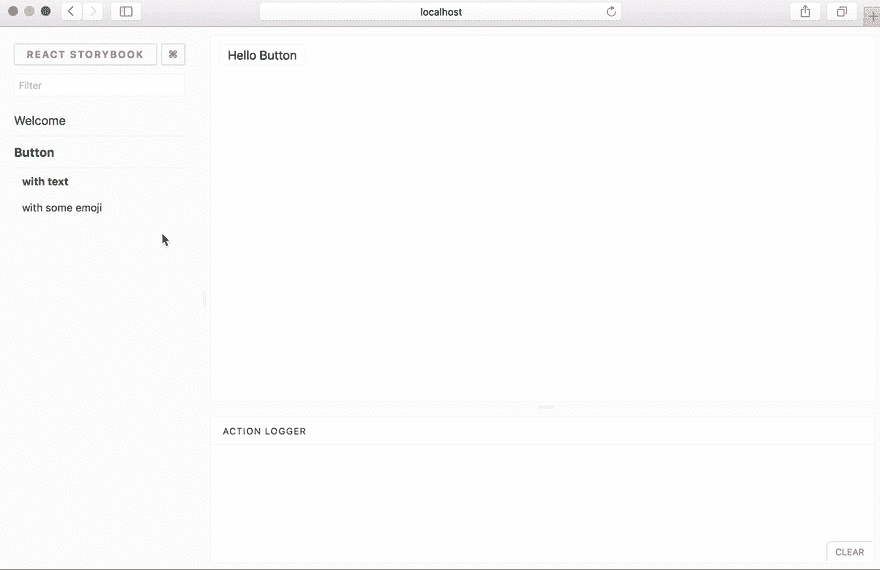 localhost
REACT STORYBOOK ⌘
Filter
Welcome
Button
with text
with some emoji
Hello Button
ACTION LOGGER
CLEAR